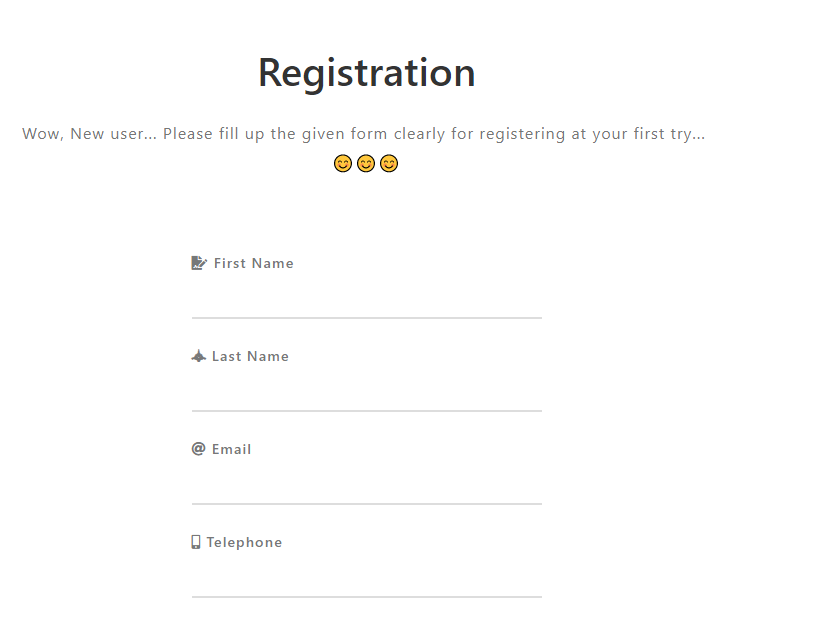 Registration
Wow, New user... Please fill up the given form clearly for registering at your first try...
😊😊😊
First Name
Last Name
Email
Telephone